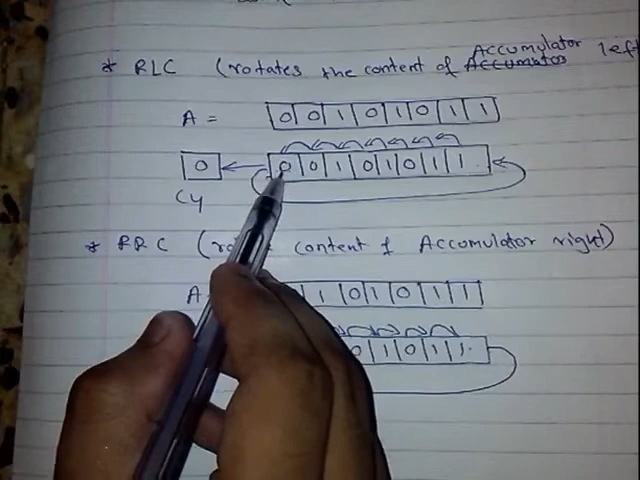 * RLC (rotates the content of Accumulator left
A = 0 0 1 0 1 0 1 1
0 0 0 1 0 1 0 1 1
Cy
* RRC ( content of Accumulator right)
A 1 0 1 0 1 1
0 1 0 1 1